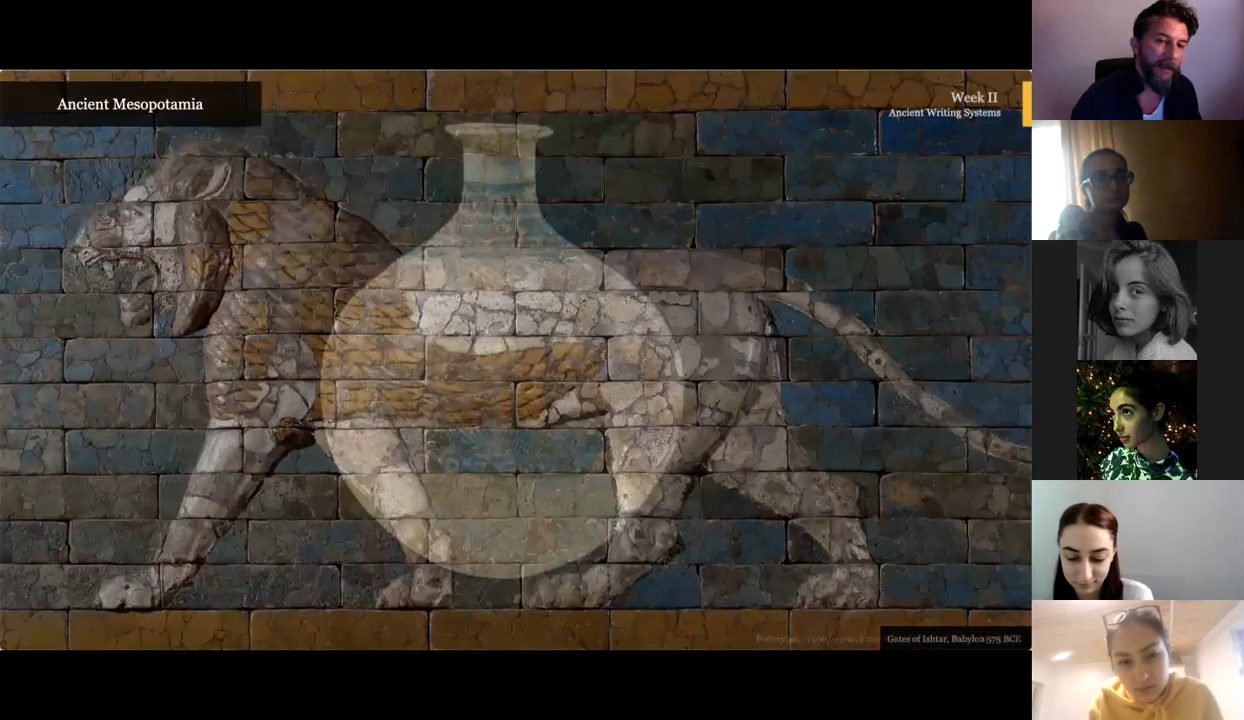 Ancient Mesopotamia
Week II
Ancient Writing Systems
Gates of Ishtar, Babylon 575 BCE